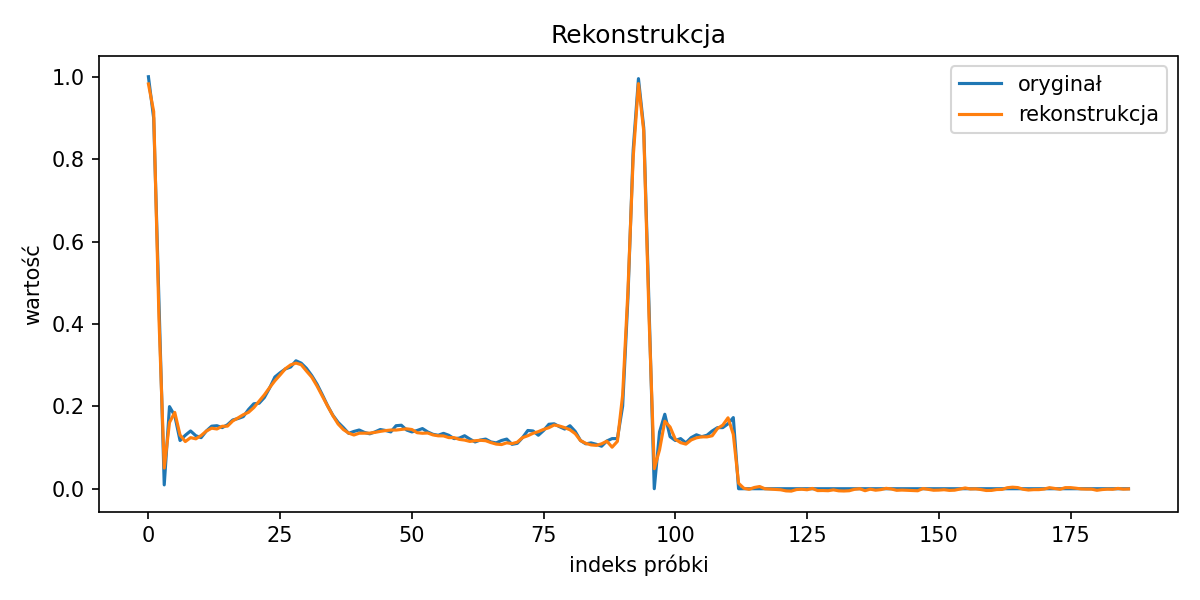 Rekonstrukcja
oryginał
rekonstrukcja
wartość
1.0
0.8
0.6
0.4
0.2
0.0
0 25 50 75 100 125 150 175
indeks próbki